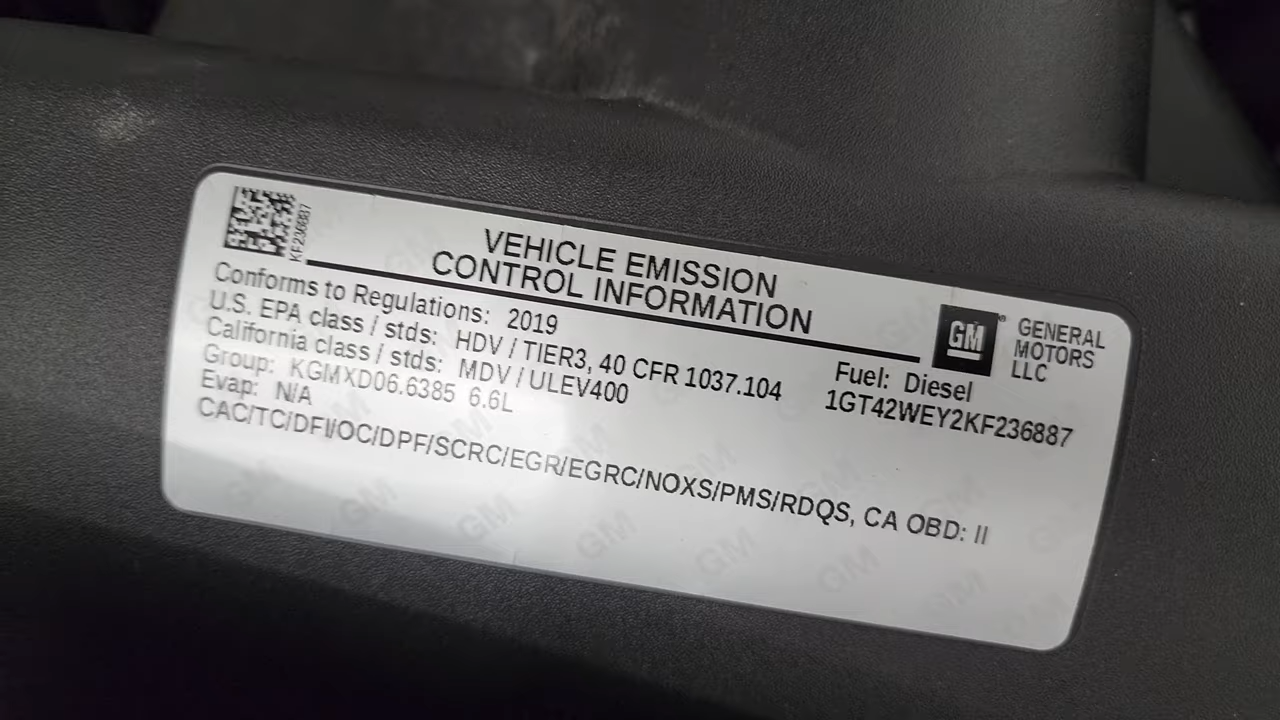 KF236887
VEHICLE EMISSION
CONTROL INFORMATION
GM
GENERAL
MOTORS
LLC
Conforms to Regulations: 2019
U.S. EPA class / stds: HDV / TIER3, 40 CFR 1037.104
California class / stds: MDV / ULEV400
Group: KGMXD06.6385 6.6L
Evap: N/A
Fuel: Diesel
1GT42WEY2KF236887
CAC/TC/DFI/OC/DPF/SCRC/EGR/EGRC/NOXS/PMS/RDQS, CA OBD: II